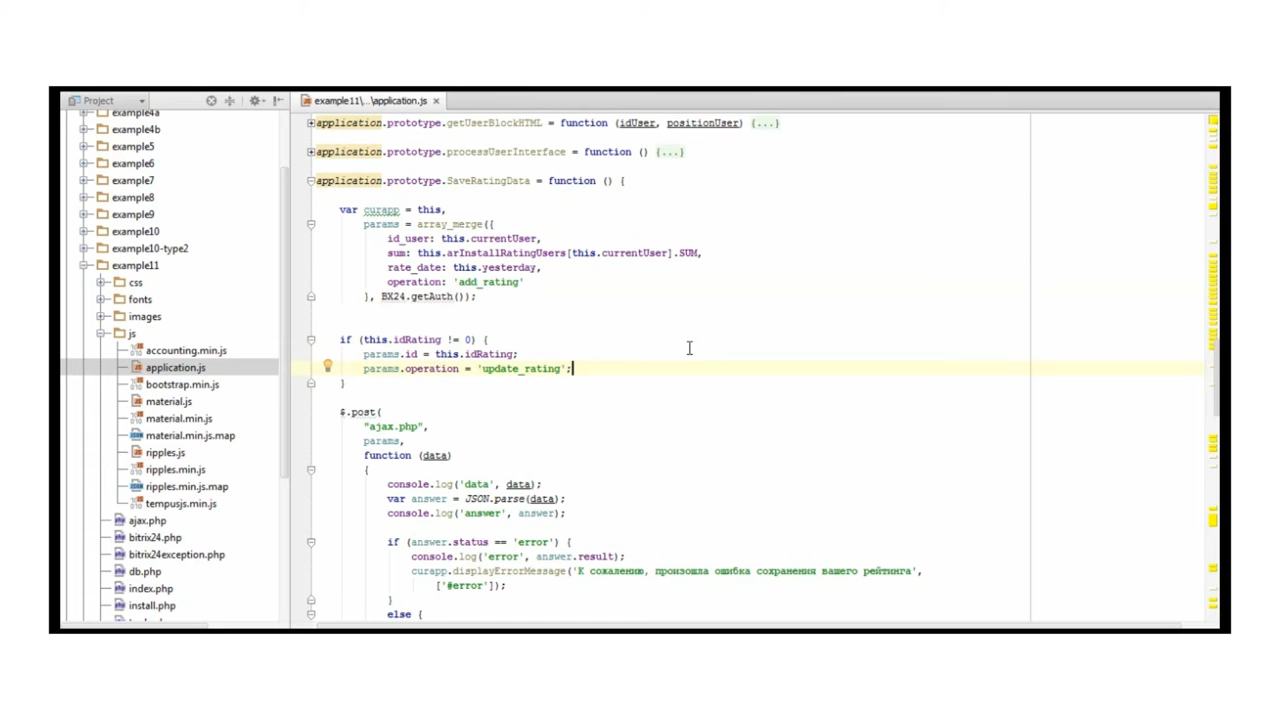 Project
example4a
example4b
example5
example6
example7
example8
example9
example10
example10-type2
example11
css
fonts
images
js
accounting.min.js
application.js
bootstrap.min.js
material.js
material.min.js
material.min.js.map
ripples.js
ripples.min.js
ripples.min.js.map
tempusjs.min.js
ajax.php
bitrix24.php
bitrix24exception.php
db.php
index.php
install.php
example11\...\application.js
application.prototype.getUserBlockHTML = function (idUser, positionUser) {...}
application.prototype.processUserInterface = function () {...}
application.prototype.SaveRatingData = function () {
var curapp = this,
params = array_merge({
id_user: this.currentUser,
sum: this.arInstallRatingUsers[this.currentUser].SUM,
rate_date: this.yesterday,
operation: 'add_rating'
}, BX24.getAuth());
if (this.idRating != 0) {
params.id = this.idRating;
params.operation = 'update_rating';
}
$.post(
"ajax.php",
params,
function (data)
{
console.log('data', data);
var answer = JSON.parse(data);
console.log('answer', answer);
if (answer.status == 'error') {
console.log('error', answer.result);
curapp.displayErrorMessage('К сожалению, произошла ошибка сохранения вашего рейтинга',
['#error']);
}
else {